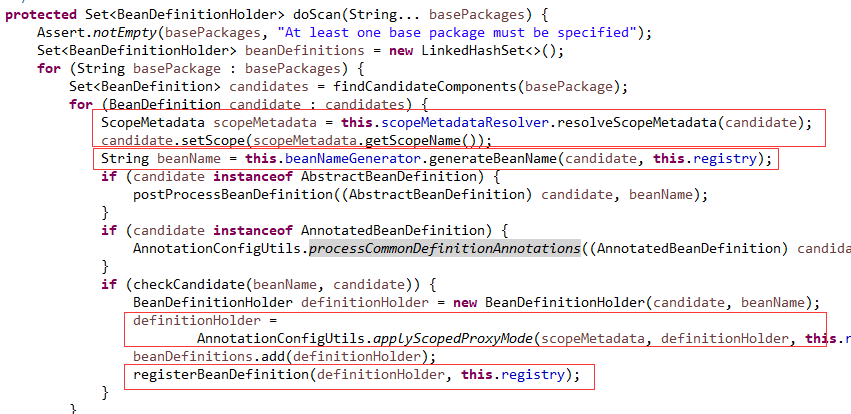 protected Set<BeanDefinitionHolder> doScan(String... basePackages) {
Assert.notEmpty(basePackages, "At least one base package must be specified");
Set<BeanDefinitionHolder> beanDefinitions = new LinkedHashSet<>();
for (String basePackage : basePackages) {
Set<BeanDefinition> candidates = findCandidateComponents(basePackage);
for (BeanDefinition candidate : candidates) {
ScopeMetadata scopeMetadata = this.scopeMetadataResolver.resolveScopeMetadata(candidate);
candidate.setScope(scopeMetadata.getScopeName());
String beanName = this.beanNameGenerator.generateBeanName(candidate, this.registry);
if (candidate instanceof AbstractBeanDefinition) {
postProcessBeanDefinition((AbstractBeanDefinition) candidate, beanName);
}
if (candidate instanceof AnnotatedBeanDefinition) {
AnnotationConfigUtils.processCommonDefinitionAnnotations((AnnotatedBeanDefinition) candida
}
if (checkCandidate(beanName, candidate)) {
BeanDefinitionHolder definitionHolder = new BeanDefinitionHolder(candidate, beanName);
definitionHolder =
AnnotationConfigUtils.applyScopedProxyMode(scopeMetadata, definitionHolder, this.r
beanDefinitions.add(definitionHolder);
registerBeanDefinition(definitionHolder, this.registry);
}
}